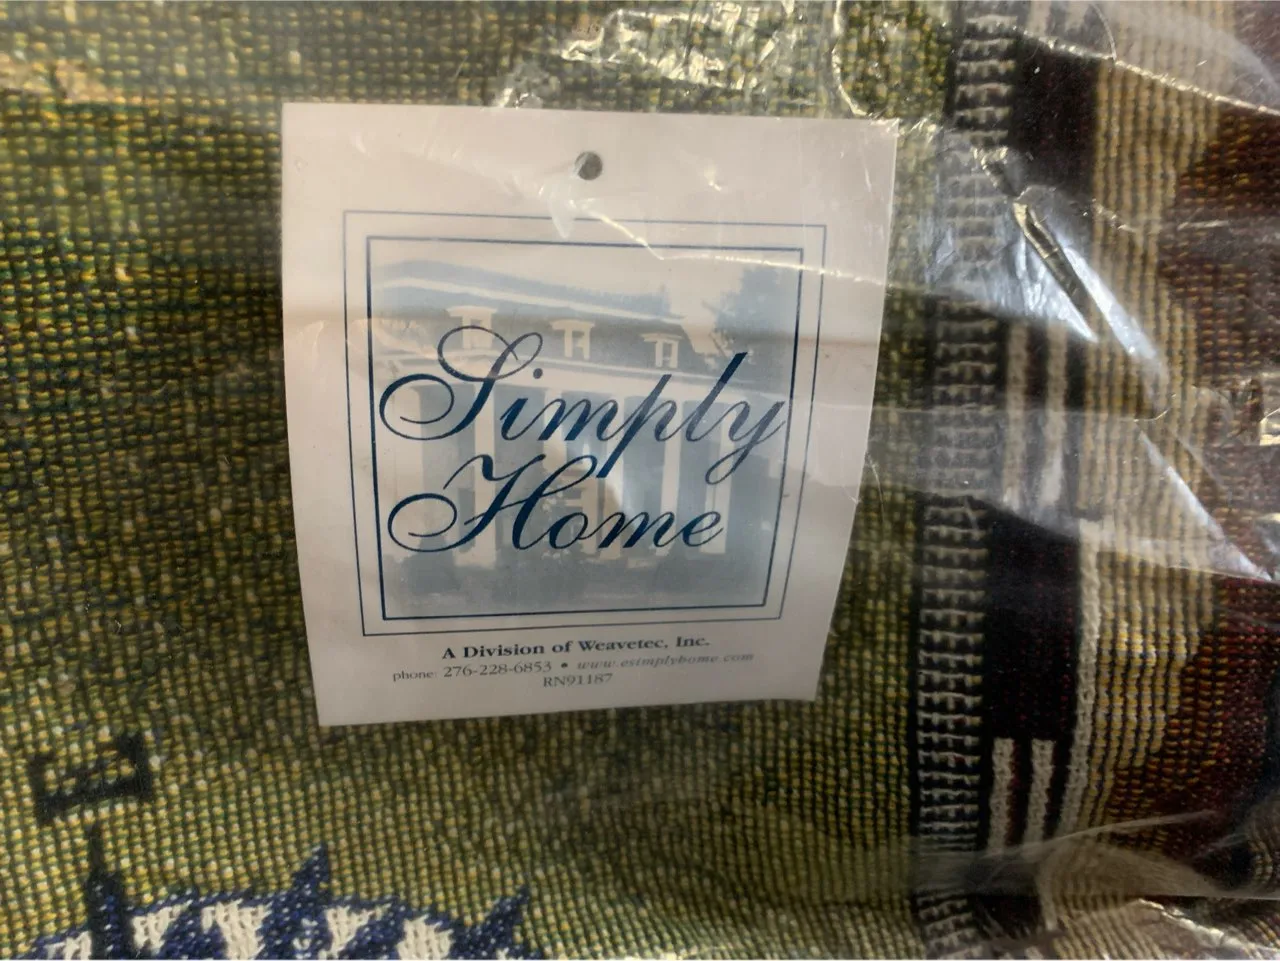 Simply
Home
A Division of Weavetec, Inc.
phone: 276-228-6853 • www.esimplyhome.com
RN91187
E